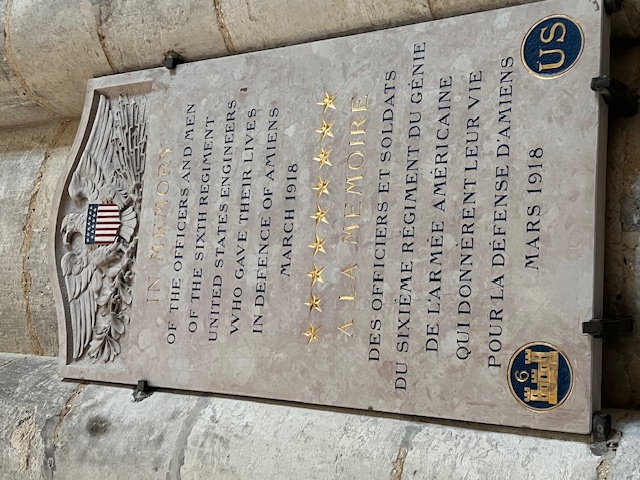 IN MEMORY
OF THE OFFICERS AND MEN
OF THE SIXTH REGIMENT
UNITED STATES ENGINEERS
WHO GAVE THEIR LIVES
IN DEFENCE OF AMIENS
MARCH 1918
A LA MEMOIRE
DES OFFICIERS ET SOLDATS
DU SIXIÈME RÉGIMENT DU GÉNIE
DE L'ARMÉE AMÉRICAINE
QUI DONNÈRENT LEUR VIE
POUR LA DÉFENSE D'AMIENS
MARS 1918
6
US